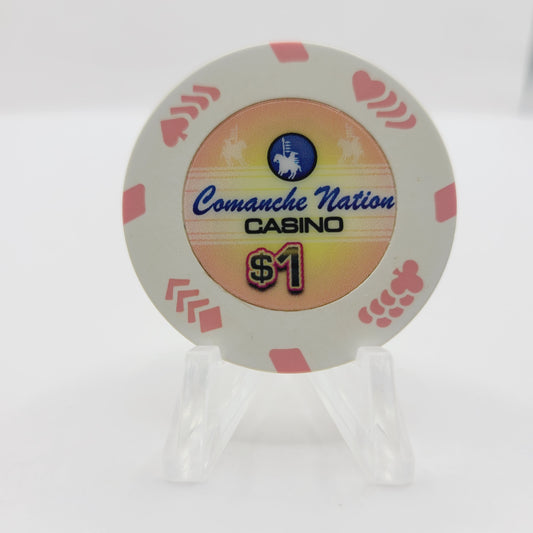 Comanche Nation
CASINO
$1